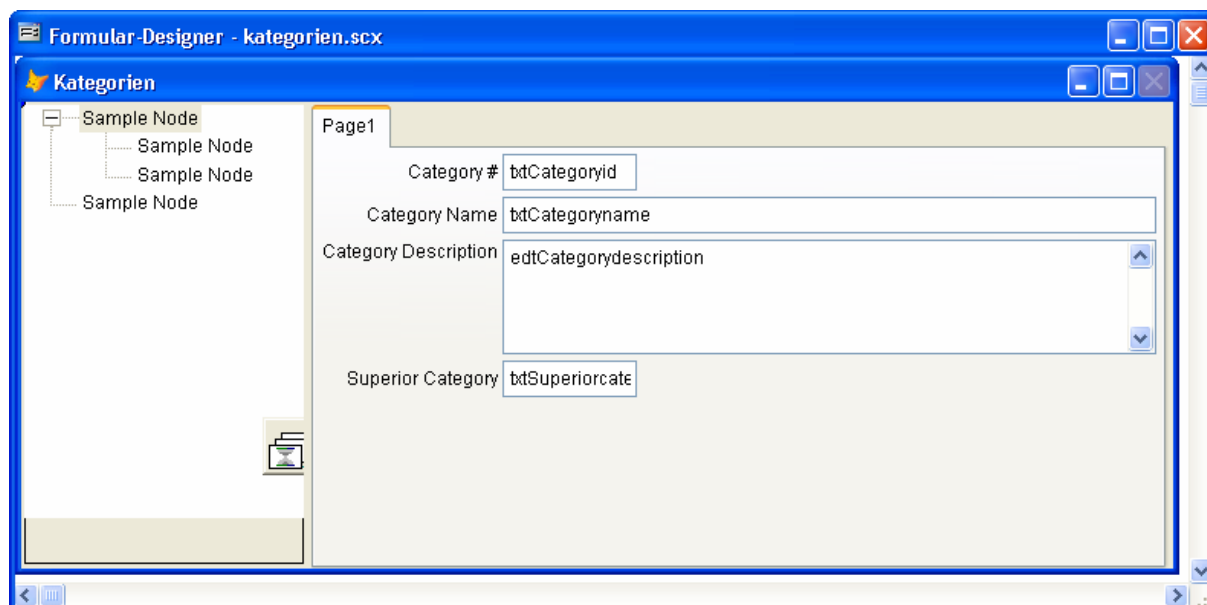 Formular-Designer - kategorien.scx
Kategorien
Sample Node
Sample Node
Sample Node
Sample Node
Page1
Category # txtCategoryid
Category Name txtCategoryname
Category Description edtCategorydescription
Superior Category txtSuperiorcate